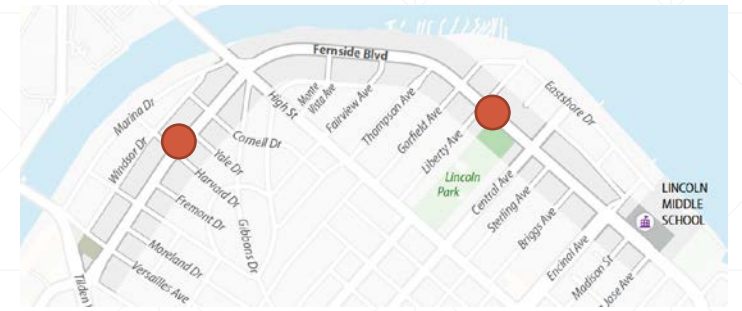 Fernside Blvd
High St
Monte
Vista Ave
Fairview Ave
Thompson Ave
Garfield Ave
Liberty Ave
Eastshore Dr
Marina Dr
Windsor Dr
Cornell Dr
Yale Dr
Harvard Dr
Fremont Dr
Gibbons Dr
Moreland Dr
Versailles Ave
Tilden
Lincoln
Park
Central Ave
Sterling Ave
Briggs Ave
Encinal Ave
Madison St
Jose Ave
LINCOLN
MIDDLE
SCHOOL